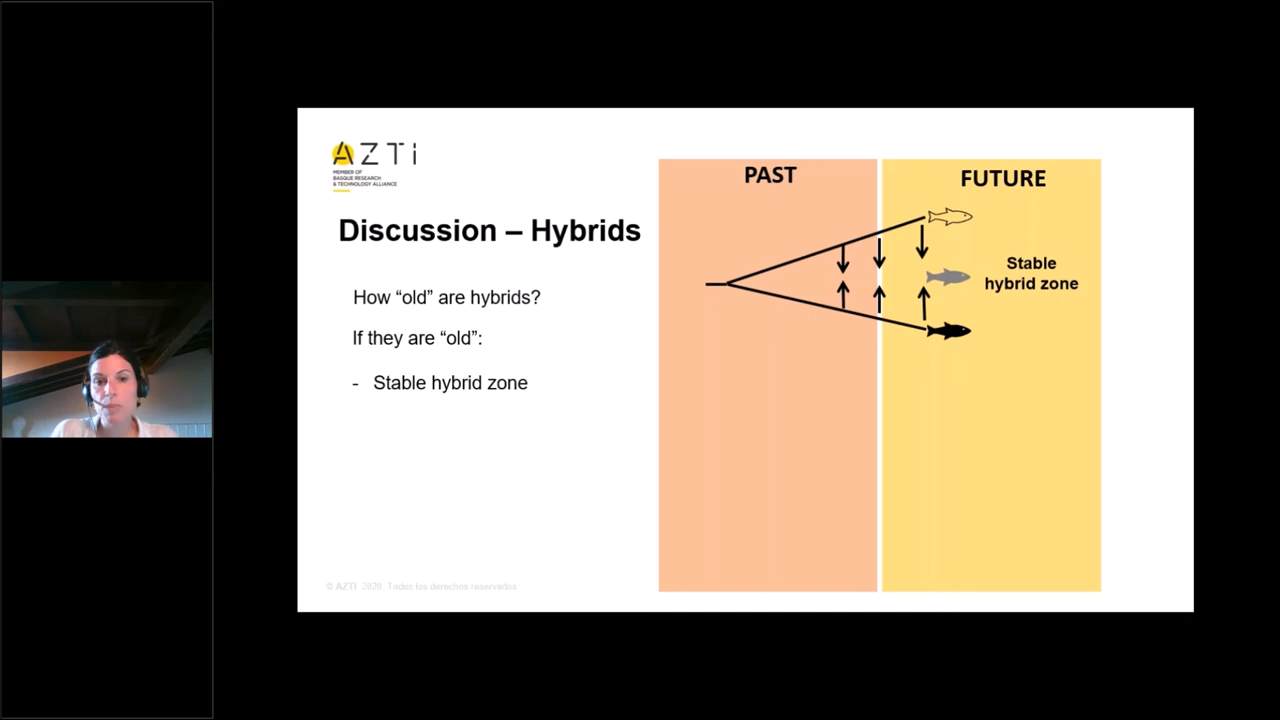 AZTi
MEMBER OF
BASQUE RESEARCH
& TECHNOLOGY ALLIANCE
Discussion – Hybrids
How “old” are hybrids?
If they are “old”:
- Stable hybrid zone
PAST
FUTURE
Stable
hybrid zone
© AZTI 2020 Todos los derechos reservados